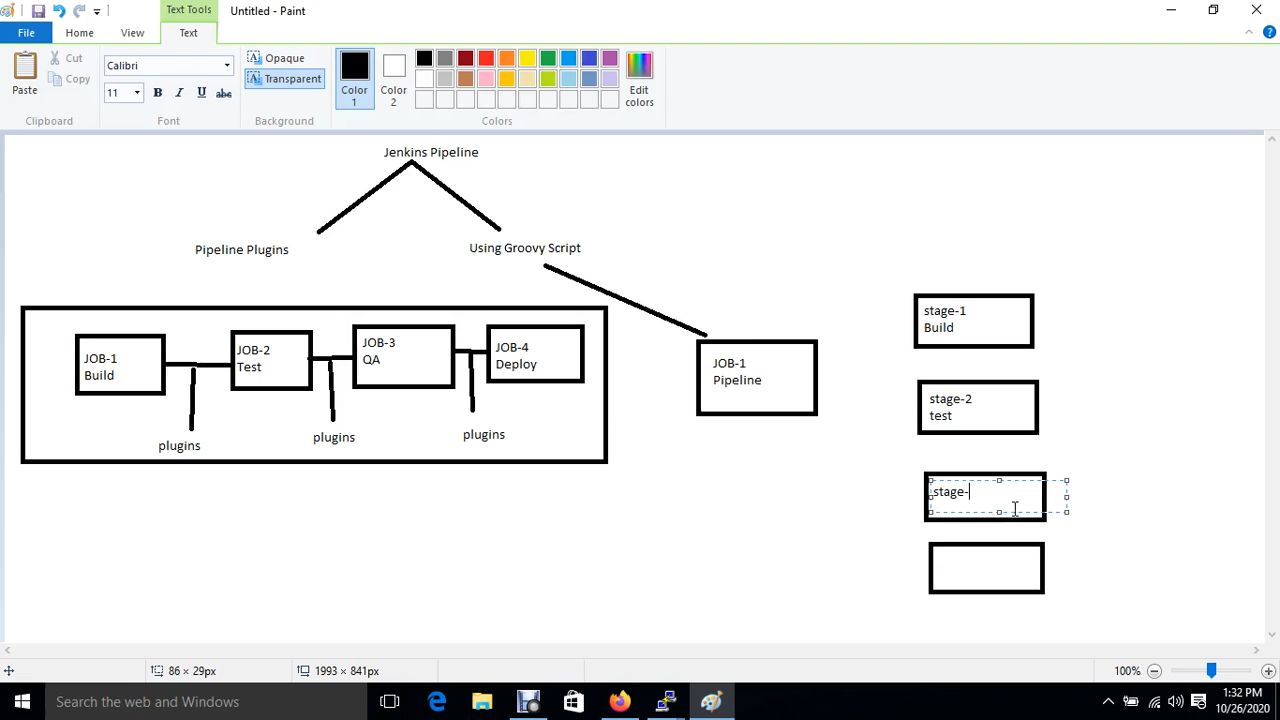 Text Tools
Untitled - Paint
File
Home
View
Text
Paste
Cut
Copy
Clipboard
Calibri
11
B
I
U
abc
Font
Opaque
Transparent
Background
Color
1
Color
2
Edit
colors
Colors
Jenkins Pipeline
Pipeline Plugins
Using Groovy Script
JOB-1
Build
JOB-2
Test
JOB-3
QA
JOB-4
Deploy
plugins
plugins
plugins
JOB-1
Pipeline
stage-1
Build
stage-2
test
stage-
86 × 29px
1993 × 841px
100%
Search the web and Windows
1:32 PM
10/26/2020